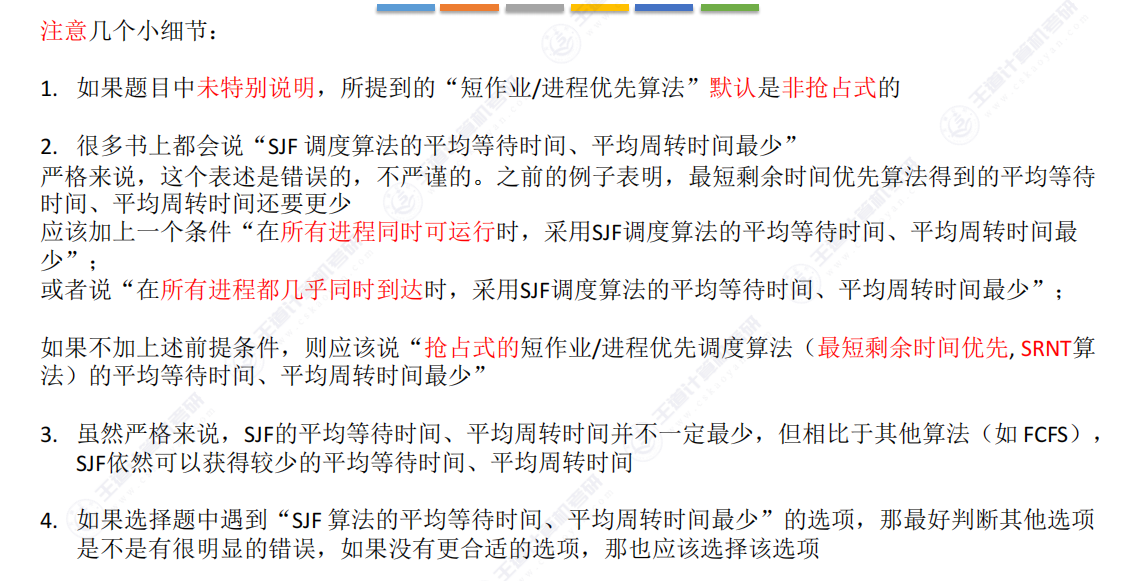 注意几个小细节：
1. 如果题目中未特别说明，所提到的“短作业/进程优先算法”默认是非抢占式的
2. 很多书上都会说“SJF 调度算法的平均等待时间、平均周转时间最少”
严格来说，这个表述是错误的，不严谨的。之前的例子表明，最短剩余时间优先算法得到的平均等待
时间、平均周转时间还要更少
应该加上一个条件“在所有进程同时可运行时，采用SJF调度算法的平均等待时间、平均周转时间最
少”；
或者说“在所有进程都几乎同时到达时，采用SJF调度算法的平均等待时间、平均周转时间最少”；
如果不加上述前提条件，则应该说“抢占式的短作业/进程优先调度算法（最短剩余时间优先, SRNT算
法）的平均等待时间、平均周转时间最少”
3. 虽然严格来说，SJF的平均等待时间、平均周转时间并不一定最少，但相比于其他算法（如 FCFS），
SJF依然可以获得较少的平均等待时间、平均周转时间
4. 如果选择题中遇到“SJF 算法的平均等待时间、平均周转时间最少”的选项，那最好判断其他选项
是不是有很明显的错误，如果没有更合适的选项，那也应该选择该选项